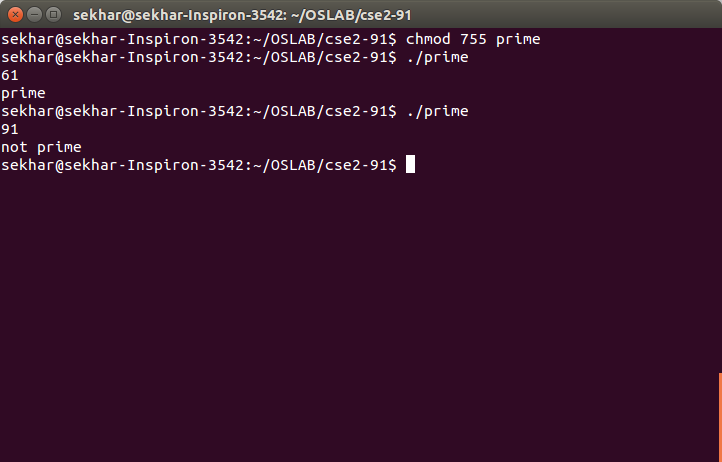 sekhar@sekhar-Inspiron-3542: ~/OSLAB/cse2-91
sekhar@sekhar-Inspiron-3542:~/OSLAB/cse2-91$ chmod 755 prime
sekhar@sekhar-Inspiron-3542:~/OSLAB/cse2-91$ ./prime
61
prime
sekhar@sekhar-Inspiron-3542:~/OSLAB/cse2-91$ ./prime
91
not prime
sekhar@sekhar-Inspiron-3542:~/OSLAB/cse2-91$